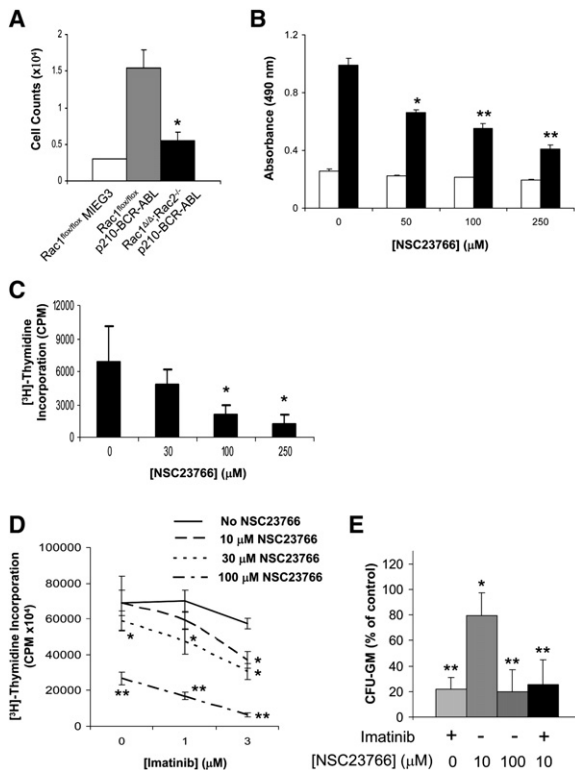 A
Cell Counts (x10⁴)
2
1.5
1
0.5
0
*
Rac1flox/flox MIEG3
Rac1flox/flox
p210-BCR-ABL
Rac1Δ/Δ;Rac2-/-
p210-BCR-ABL
B
Absorbance (490 nm)
1.2
0.8
0.4
0
*
**
**
0 50 100 250
[NSC23766] (µM)
C
[³H]-Thymidine
Incorporation (CPM)
12000
9000
6000
3000
0
*
*
0 30 100 250
[NSC23766] (µM)
D
No NSC23766
10 µM NSC23766
30 µM NSC23766
100 µM NSC23766
[³H]-Thymidine Incorporation
(CPM x10⁴)
100000
80000
60000
40000
20000
0
*
**
*
**
*
*
**
0 1 3
[Imatinib] (µM)
E
CFU-GM (% of control)
120
100
80
60
40
20
0
**
*
**
**
Imatinib + - - +
[NSC23766] (µM) 0 10 100 10